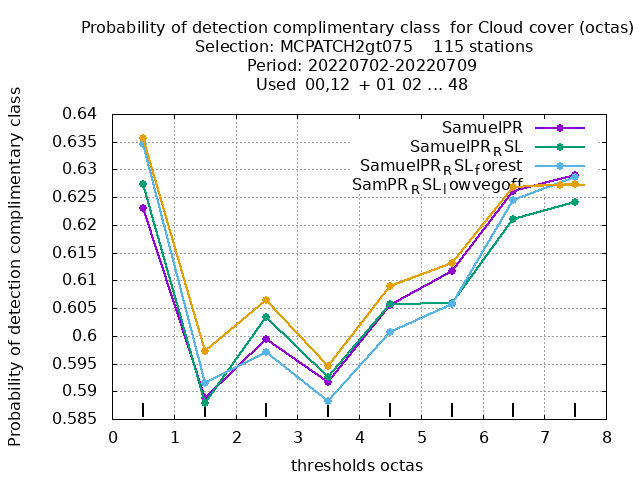 Probability of detection complimentary class  for Cloud cover (octas)
Selection: MCPATCH2gt075    115 stations
Period: 20220702-20220709
Used  00,12  + 01 02 ... 48
Probability of detection complimentary class
0.64
0.635
0.63
0.625
0.62
0.615
0.61
0.605
0.6
0.595
0.59
0.585
SamuelPR
SamuelPR_RSL
SamuelPR_RSL_forest
SamPR_RSL_lowvegoff
0 1 2 3 4 5 6 7 8
thresholds octas